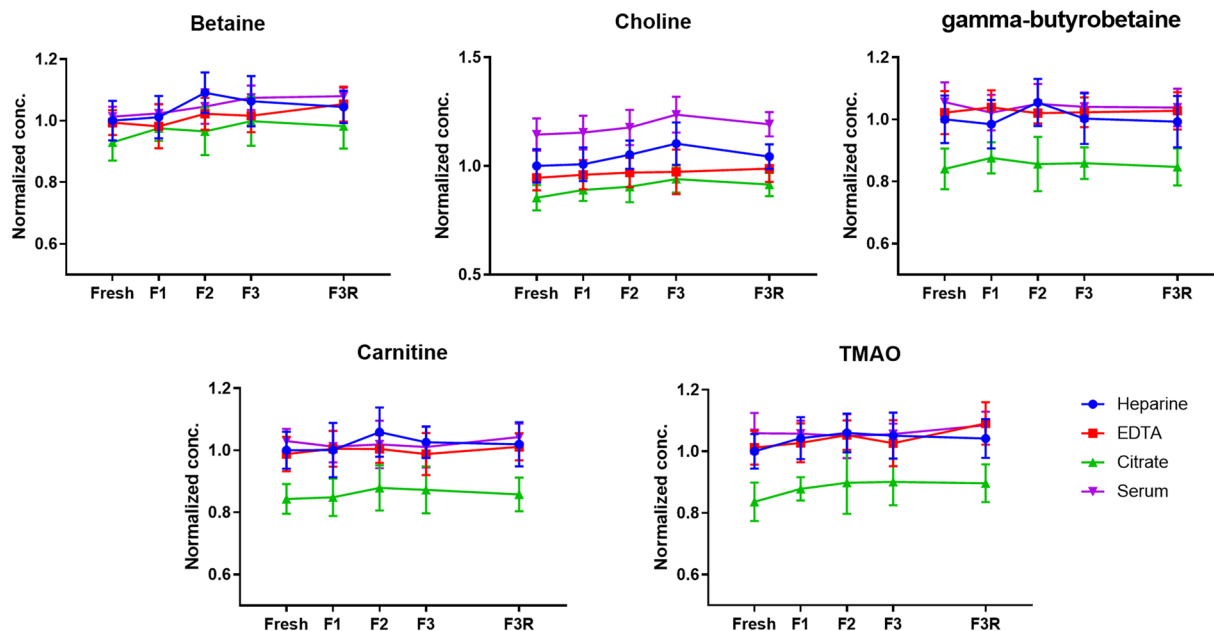 Betaine
Normalized conc.
1.2
1.0
0.8
0.6
Fresh F1 F2 F3 F3R
Choline
Normalized conc.
1.5
1.0
0.5
Fresh F1 F2 F3 F3R
gamma-butyrobetaine
Normalized conc.
1.2
1.0
0.8
0.6
Fresh F1 F2 F3 F3R
Carnitine
Normalized conc.
1.2
1.0
0.8
0.6
Fresh F1 F2 F3 F3R
TMAO
Normalized conc.
1.2
1.0
0.8
0.6
Fresh F1 F2 F3 F3R
Heparine
EDTA
Citrate
Serum